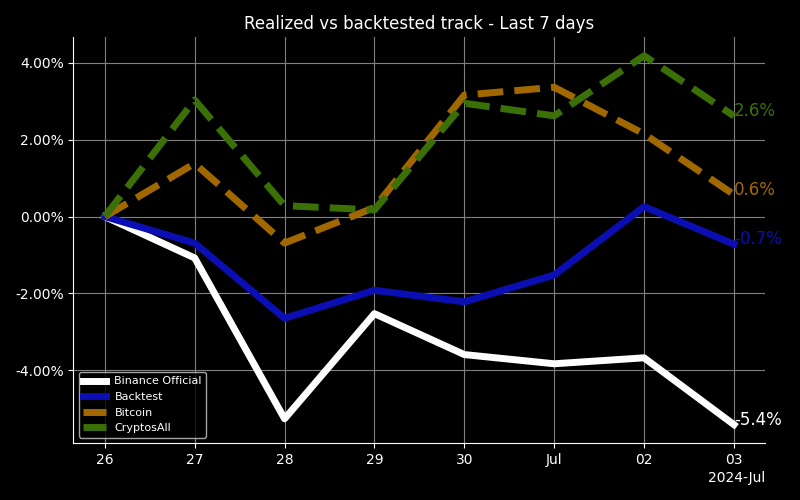 Realized vs backtested track - Last 7 days
4.00%
2.00%
0.00%
-2.00%
-4.00%
2.6%
0.6%
-0.7%
-5.4%
Binance Official
Backtest
Bitcoin
CryptosAll
26 27 28 29 30 Jul 02 03
2024-Jul